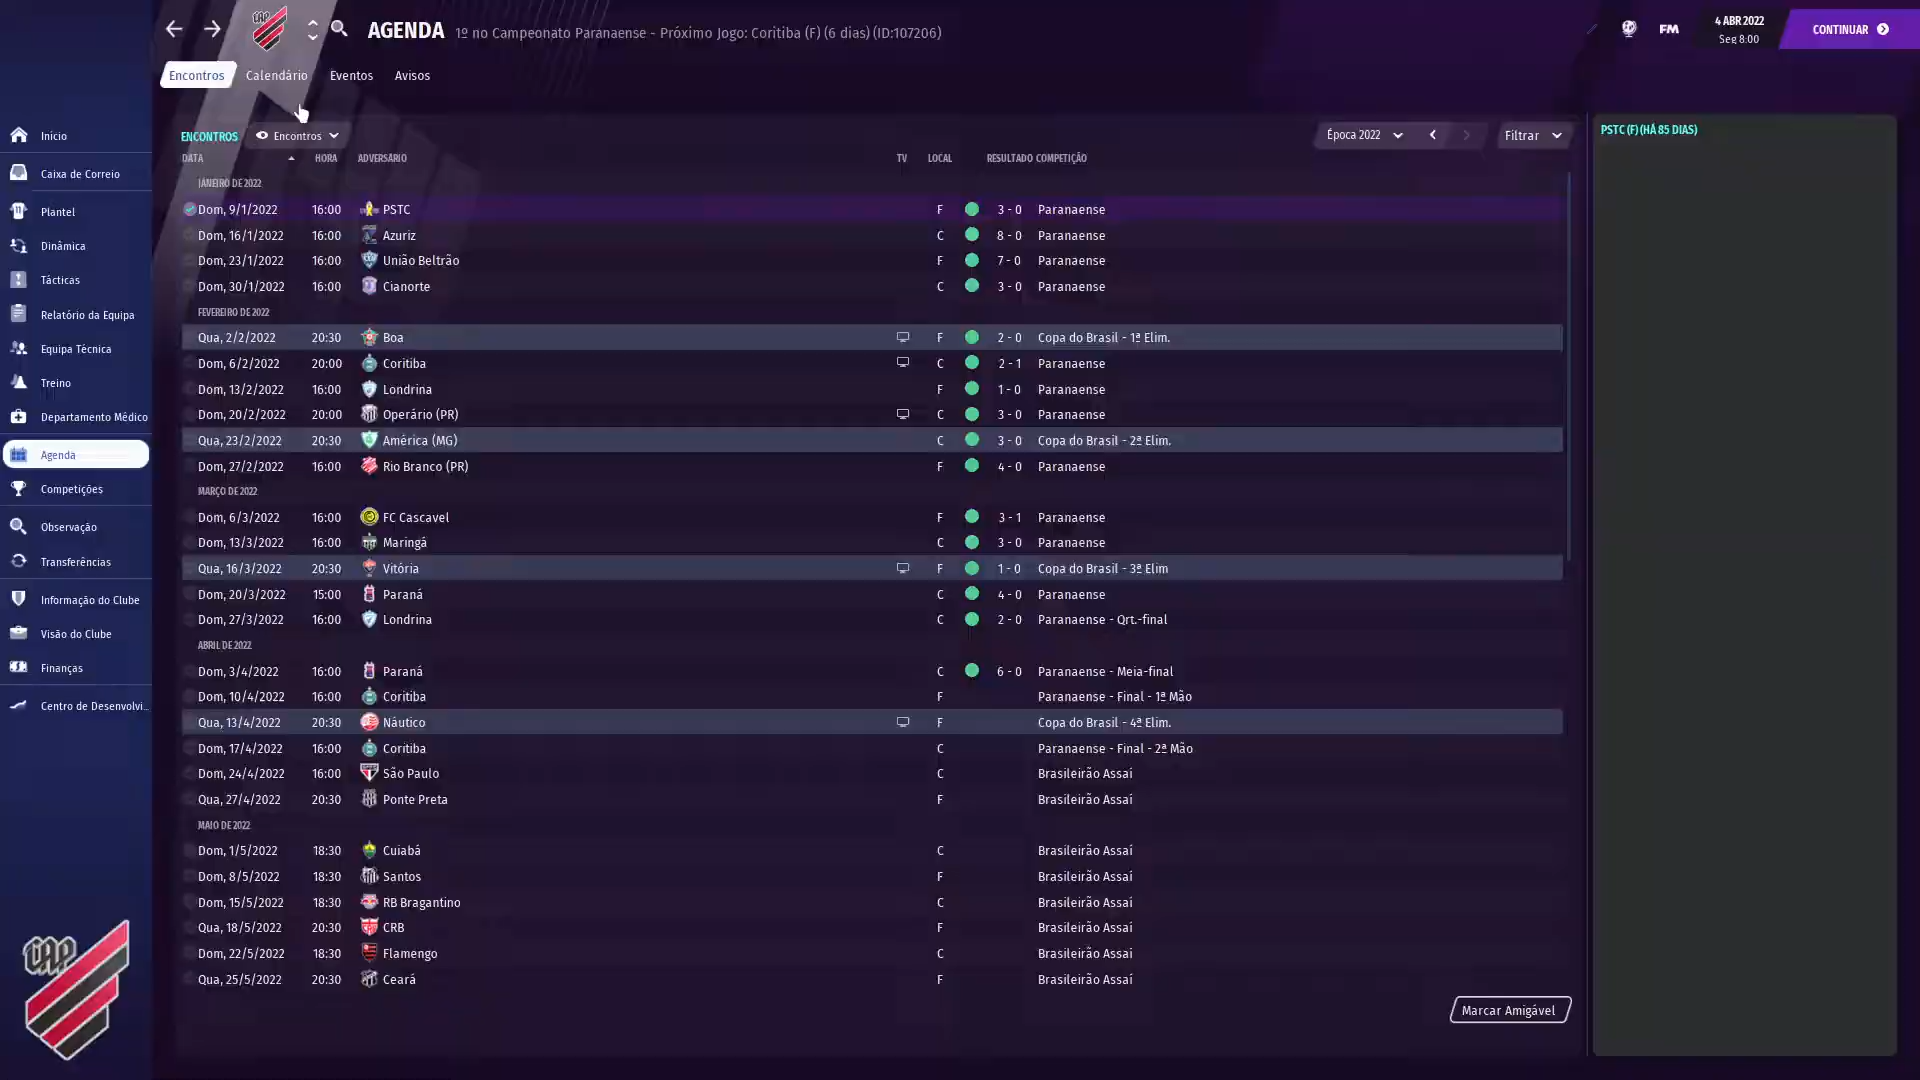 AGENDA 1º no Campeonato Paranaense - Próximo Jogo: Coritiba (F) (6 dias) (ID:107206)
FM
4 ABR 2022
Seg 8:00
CONTINUAR
Encontros Calendário Eventos Avisos
Início
Caixa de Correio
Plantel
Dinâmica
Tácticas
Relatório da Equipa
Equipa Técnica
Treino
Departamento Médico
Agenda
Competições
Observação
Transferências
Informação do Clube
Visão do Clube
Finanças
Centro de Desenvolvi...
CAP
ENCONTROS Encontros Época 2022 Filtrar
DATA HORA ADVERSÁRIO TV LOCAL RESULTADO COMPETIÇÃO
JANEIRO DE 2022
Dom, 9/1/2022 16:00 PSTC F 3 - 0 Paranaense
Dom, 16/1/2022 16:00 Azuriz C 8 - 0 Paranaense
Dom, 23/1/2022 16:00 União Beltrão F 7 - 0 Paranaense
Dom, 30/1/2022 16:00 Cianorte C 3 - 0 Paranaense
FEVEREIRO DE 2022
Qua, 2/2/2022 20:30 Boa F 2 - 0 Copa do Brasil - 1ª Elim.
Dom, 6/2/2022 20:00 Coritiba C 2 - 1 Paranaense
Dom, 13/2/2022 16:00 Londrina F 1 - 0 Paranaense
Dom, 20/2/2022 20:00 Operário (PR) C 3 - 0 Paranaense
Qua, 23/2/2022 20:30 América (MG) C 3 - 0 Copa do Brasil - 2ª Elim.
Dom, 27/2/2022 16:00 Rio Branco (PR) F 4 - 0 Paranaense
MARÇO DE 2022
Dom, 6/3/2022 16:00 FC Cascavel F 3 - 1 Paranaense
Dom, 13/3/2022 16:00 Maringá C 3 - 0 Paranaense
Qua, 16/3/2022 20:30 Vitória F 1 - 0 Copa do Brasil - 3ª Elim
Dom, 20/3/2022 15:00 Paraná C 4 - 0 Paranaense
Dom, 27/3/2022 16:00 Londrina C 2 - 0 Paranaense - Qrt.-final
ABRIL DE 2022
Dom, 3/4/2022 16:00 Paraná C 6 - 0 Paranaense - Meia-final
Dom, 10/4/2022 16:00 Coritiba F Paranaense - Final - 1ª Mão
Qua, 13/4/2022 20:30 Náutico F Copa do Brasil - 4ª Elim.
Dom, 17/4/2022 16:00 Coritiba C Paranaense - Final - 2ª Mão
Dom, 24/4/2022 16:00 São Paulo C Brasileirão Assaí
Qua, 27/4/2022 20:30 Ponte Preta F Brasileirão Assaí
MAIO DE 2022
Dom, 1/5/2022 18:30 Cuiabá C Brasileirão Assaí
Dom, 8/5/2022 18:30 Santos F Brasileirão Assaí
Dom, 15/5/2022 18:30 RB Bragantino C Brasileirão Assaí
Qua, 18/5/2022 20:30 CRB F Brasileirão Assaí
Dom, 22/5/2022 18:30 Flamengo C Brasileirão Assaí
Qua, 25/5/2022 20:30 Ceará F Brasileirão Assaí
Marcar Amigável
PSTC (F) (HÁ 85 DIAS)